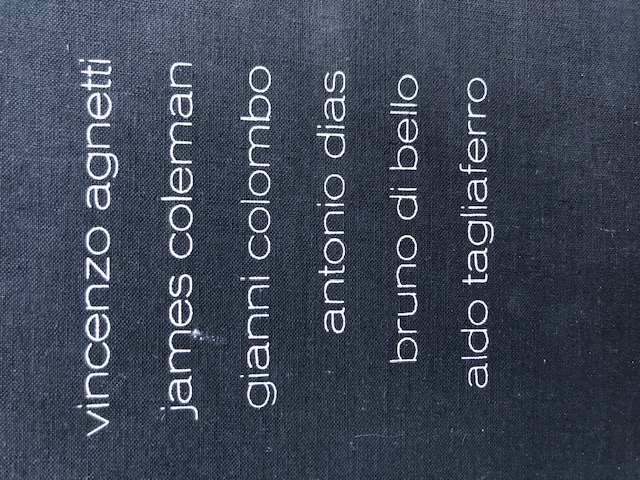 vincenzo agnetti
james coleman
gianni colombo
antonio dias
bruno di bello
aldo tagliaferro